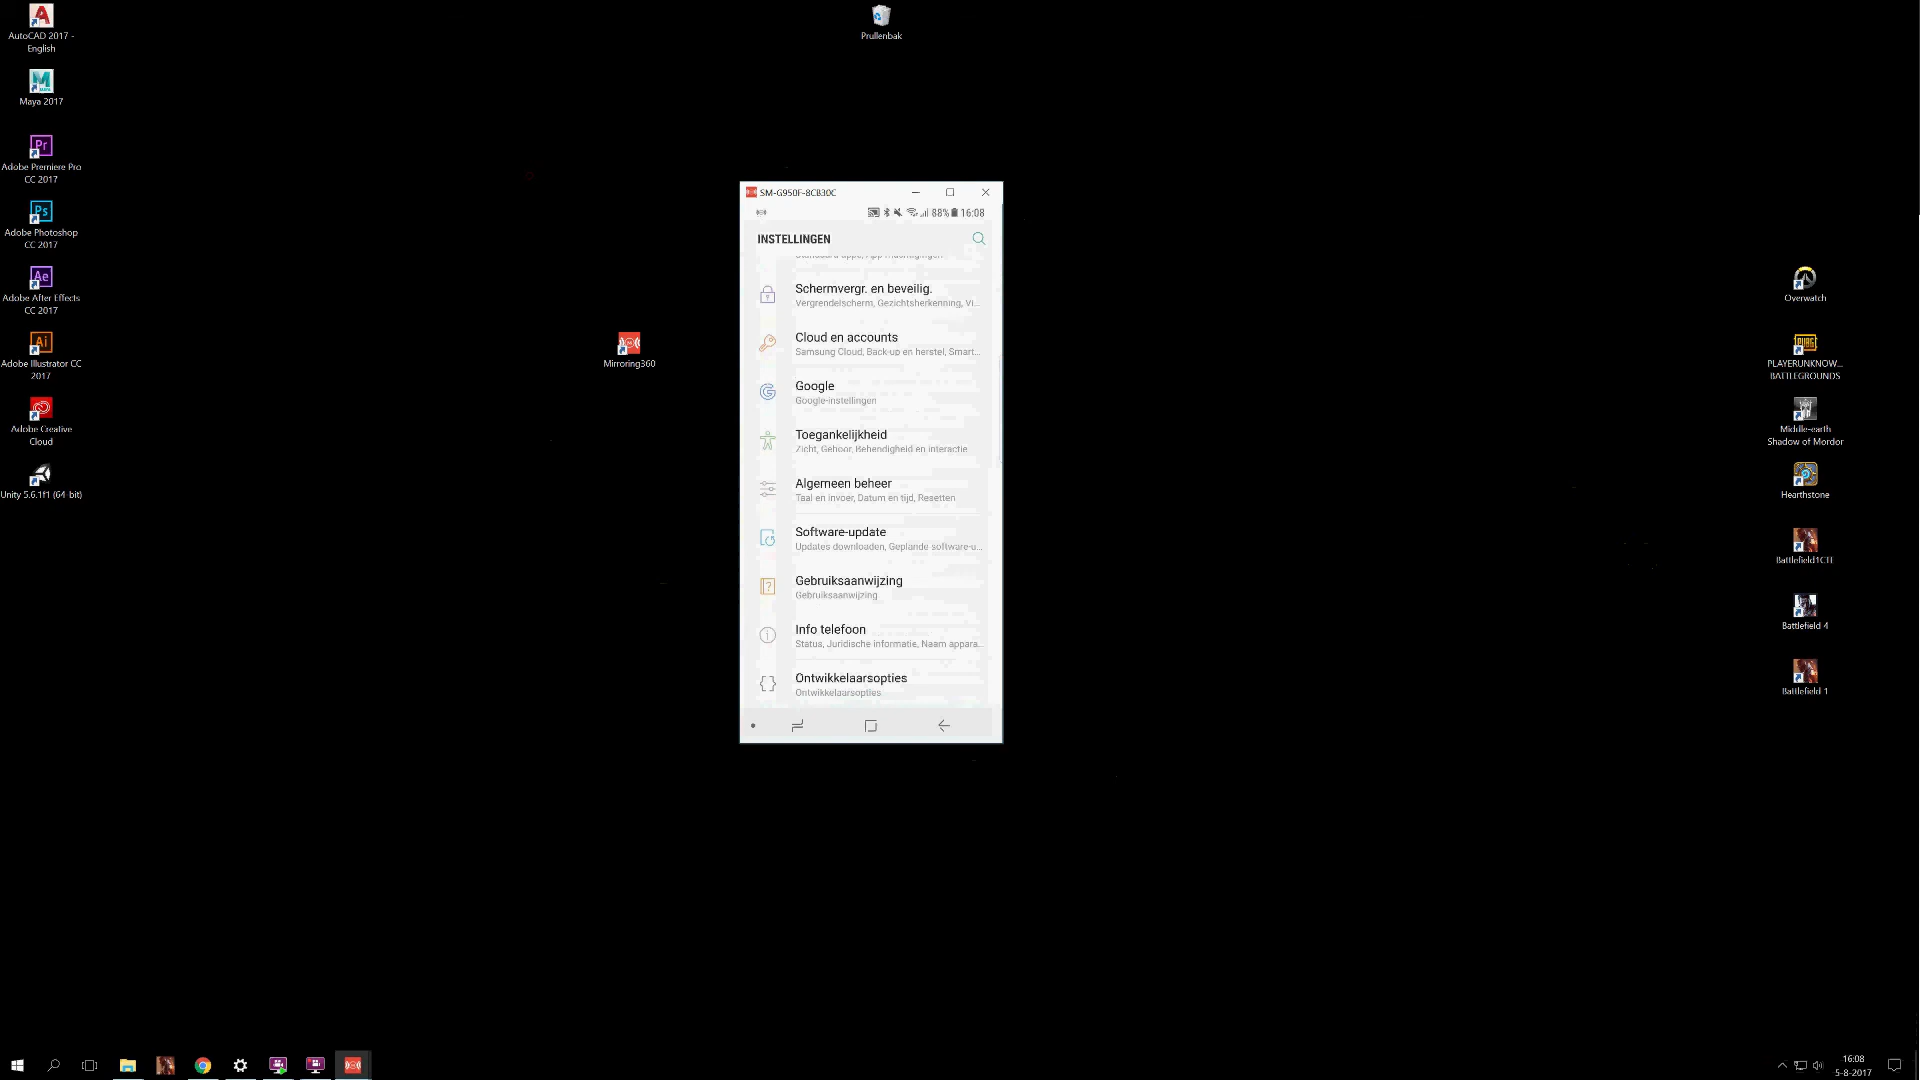 AutoCAD 2017 -
English
Maya 2017
Adobe Premiere Pro
CC 2017
Adobe Photoshop
CC 2017
Adobe After Effects
CC 2017
Adobe Illustrator CC
2017
Adobe Creative
Cloud
Unity 5.6.1f1 (64-bit)
Prullenbak
Mirroring360
SM-G950F-8CB30C
88% 16:08
INSTELLINGEN
Schermvergr. en beveilig.
Vergrendelscherm, Gezichtsherkenning, Vi...
Cloud en accounts
Samsung Cloud, Back-up en herstel, Smart...
Google
Google-instellingen
Toegankelijkheid
Zicht, Gehoor, Behendigheid en interactie
Algemeen beheer
Taal en invoer, Datum en tijd, Resetten
Software-update
Updates downloaden, Geplande software-u...
Gebruiksaanwijzing
Gebruiksaanwijzing
Info telefoon
Status, Juridische informatie, Naam appara...
Ontwikkelaarsopties
Ontwikkelaarsopties
Overwatch
PLAYERUNKNOW...
BATTLEGROUNDS
Middle-earth
Shadow of Mordor
Hearthstone
Battlefield1CTE
Battlefield 4
Battlefield 1
16:08
5-8-2017